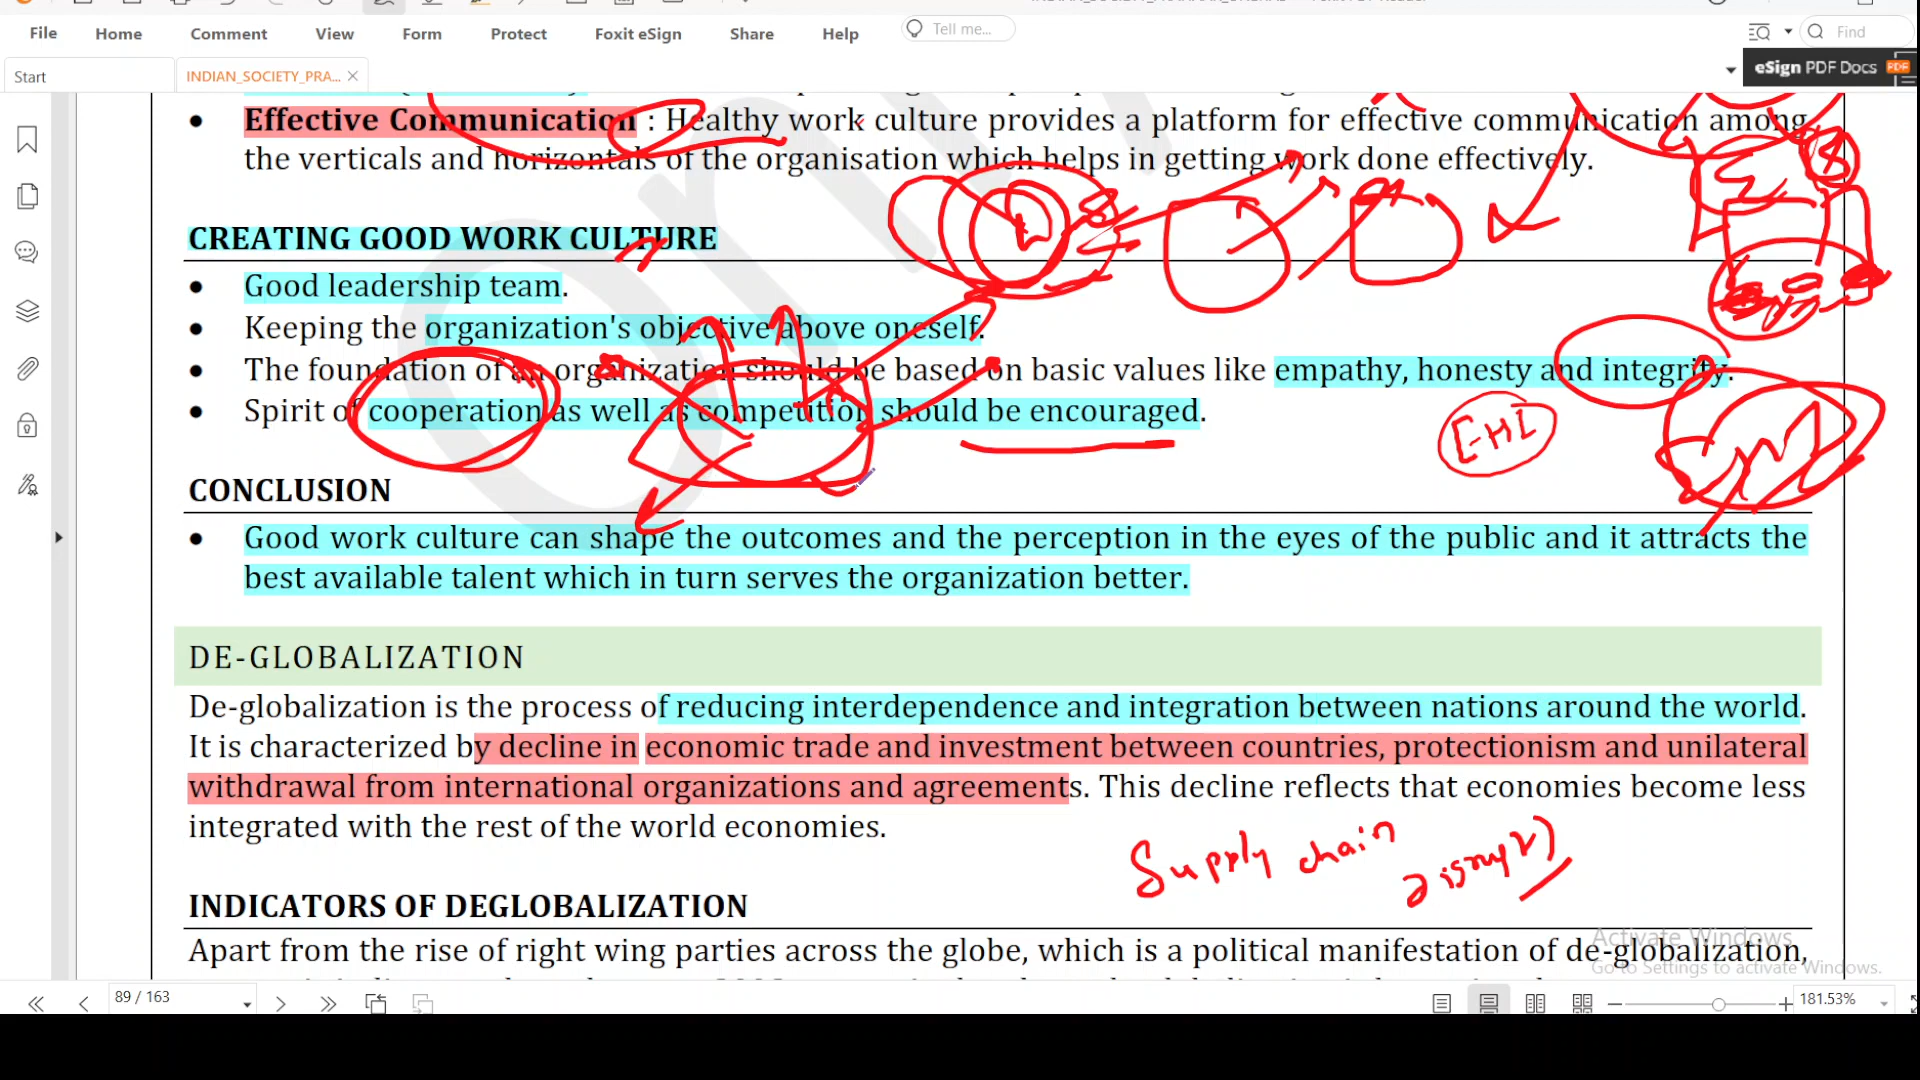 File Home Comment View Form Protect Foxit eSign Share Help Tell me... Find
Start INDIAN_SOCIETY_PRA... eSign PDF Docs
• Effective Communication : Healthy work culture provides a platform for effective communication among
the verticals and horizontals of the organisation which helps in getting work done effectively.
CREATING GOOD WORK CULTURE
• Good leadership team.
• Keeping the organization's objective above oneself.
• The foundation of an organization should be based on basic values like empathy, honesty and integrity.
• Spirit of cooperation as well as competition should be encouraged.
EHI
CONCLUSION
• Good work culture can shape the outcomes and the perception in the eyes of the public and it attracts the
best available talent which in turn serves the organization better.
DE-GLOBALIZATION
De-globalization is the process of reducing interdependence and integration between nations around the world.
It is characterized by decline in economic trade and investment between countries, protectionism and unilateral
withdrawal from international organizations and agreements. This decline reflects that economies become less
integrated with the rest of the world economies.
Supply chain
INDICATORS OF DEGLOBALIZATION
Apart from the rise of right wing parties across the globe, which is a political manifestation of de-globalization,
Activate Windows
Go to Settings to activate Windows.
89 / 163 181.53%